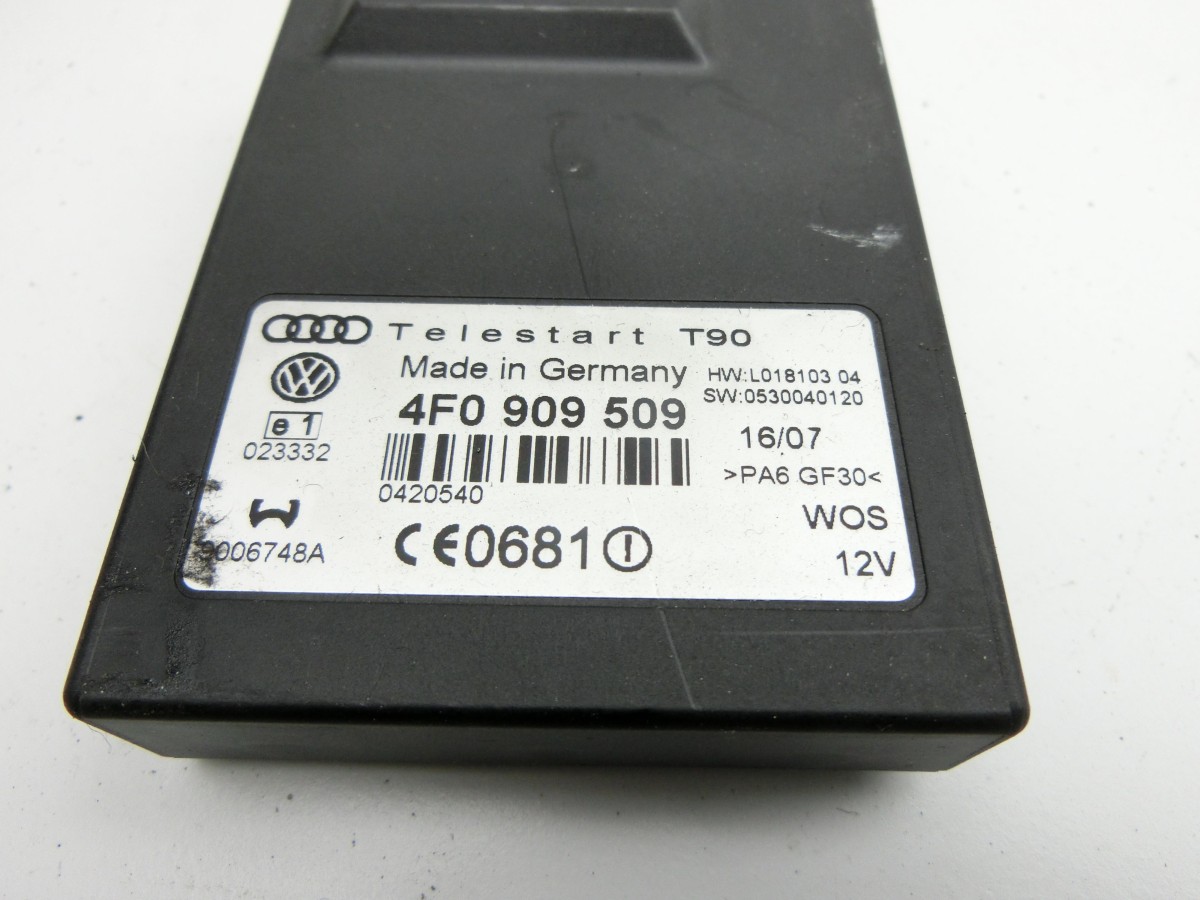 Telestart T90
Made in Germany
HW:L018103 04
SW:0530040120
4F0 909 509
e1
023332
16/07
>PA6 GF30<
0420540
WOS
CE0681
12V